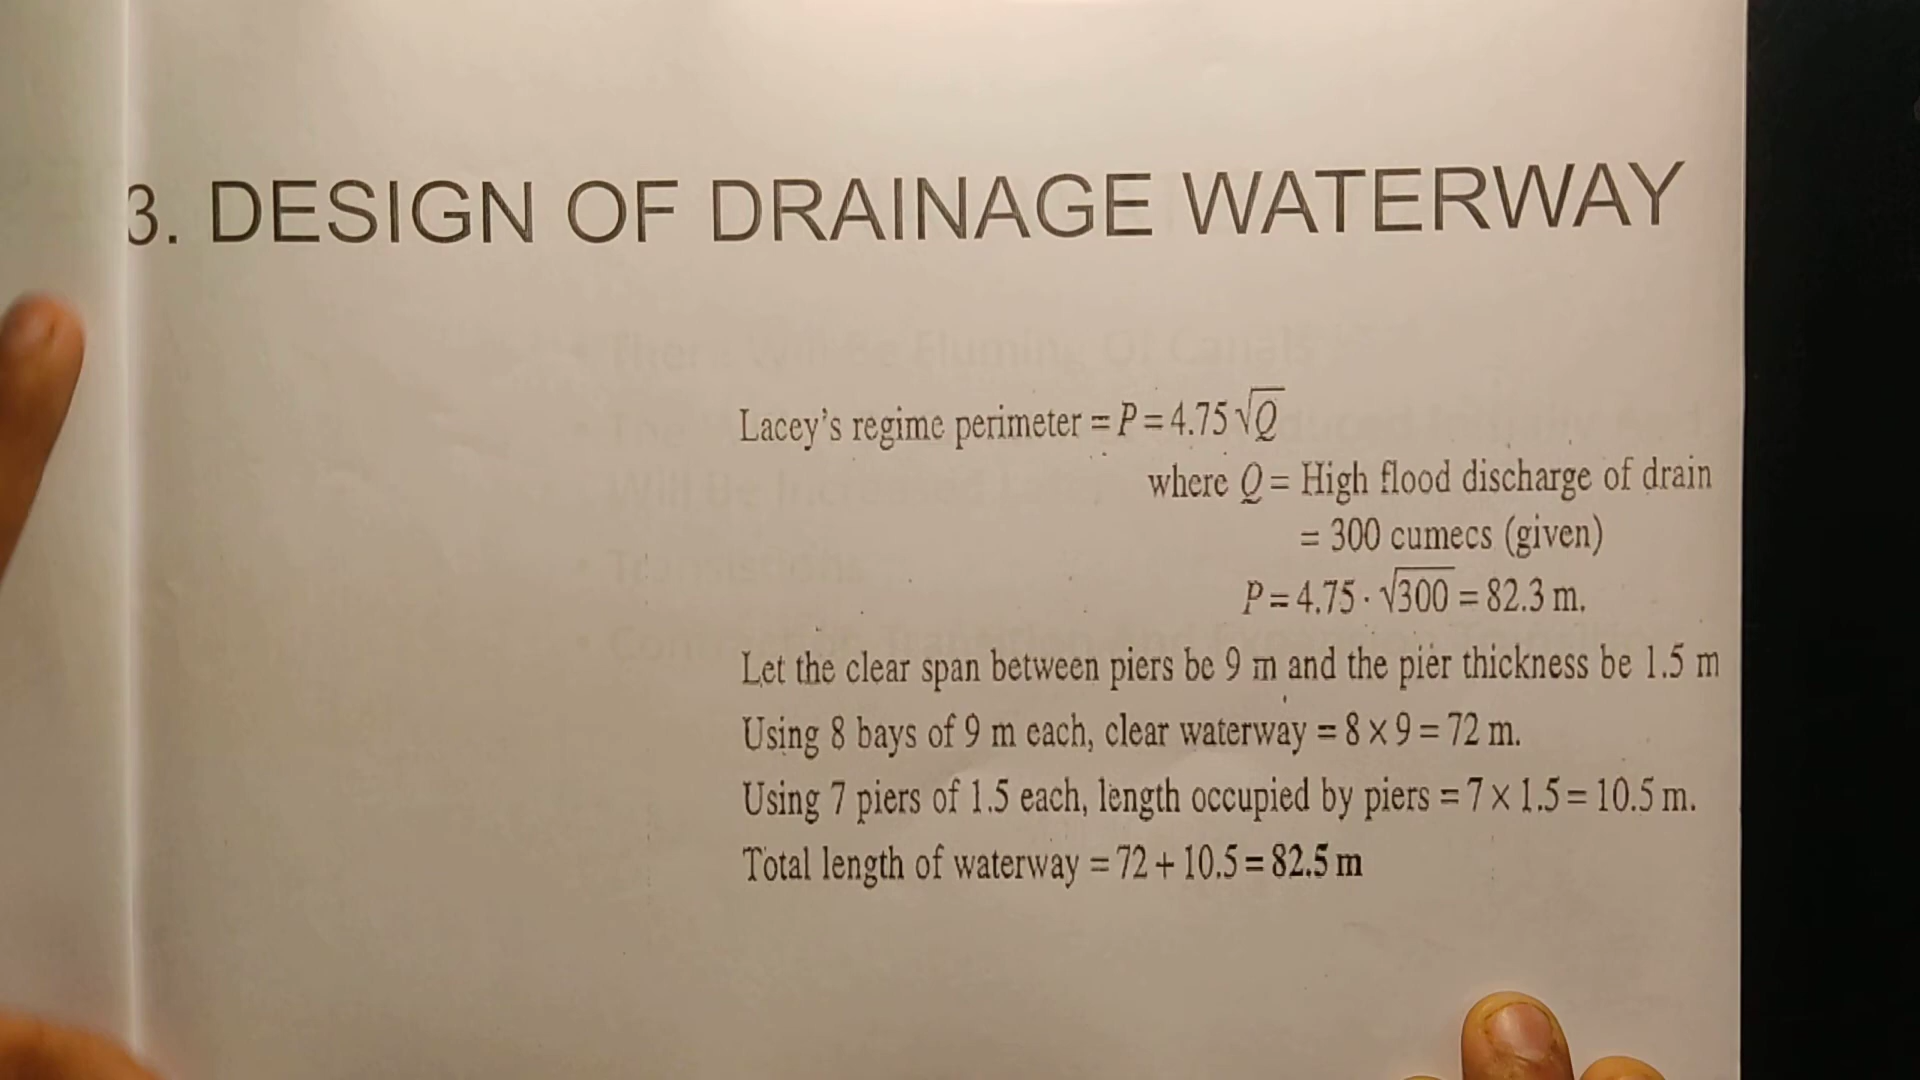 3. DESIGN OF DRAINAGE WATERWAY
Lacey's regime perimeter = P = 4.75 √Q
where Q = High flood discharge of drain
= 300 cumecs (given)
P = 4.75 · √300 = 82.3 m.
Let the clear span between piers be 9 m and the pier thickness be 1.5 m
Using 8 bays of 9 m each, clear waterway = 8 × 9 = 72 m.
Using 7 piers of 1.5 each, length occupied by piers = 7 × 1.5 = 10.5 m.
Total length of waterway = 72 + 10.5 = 82.5 m